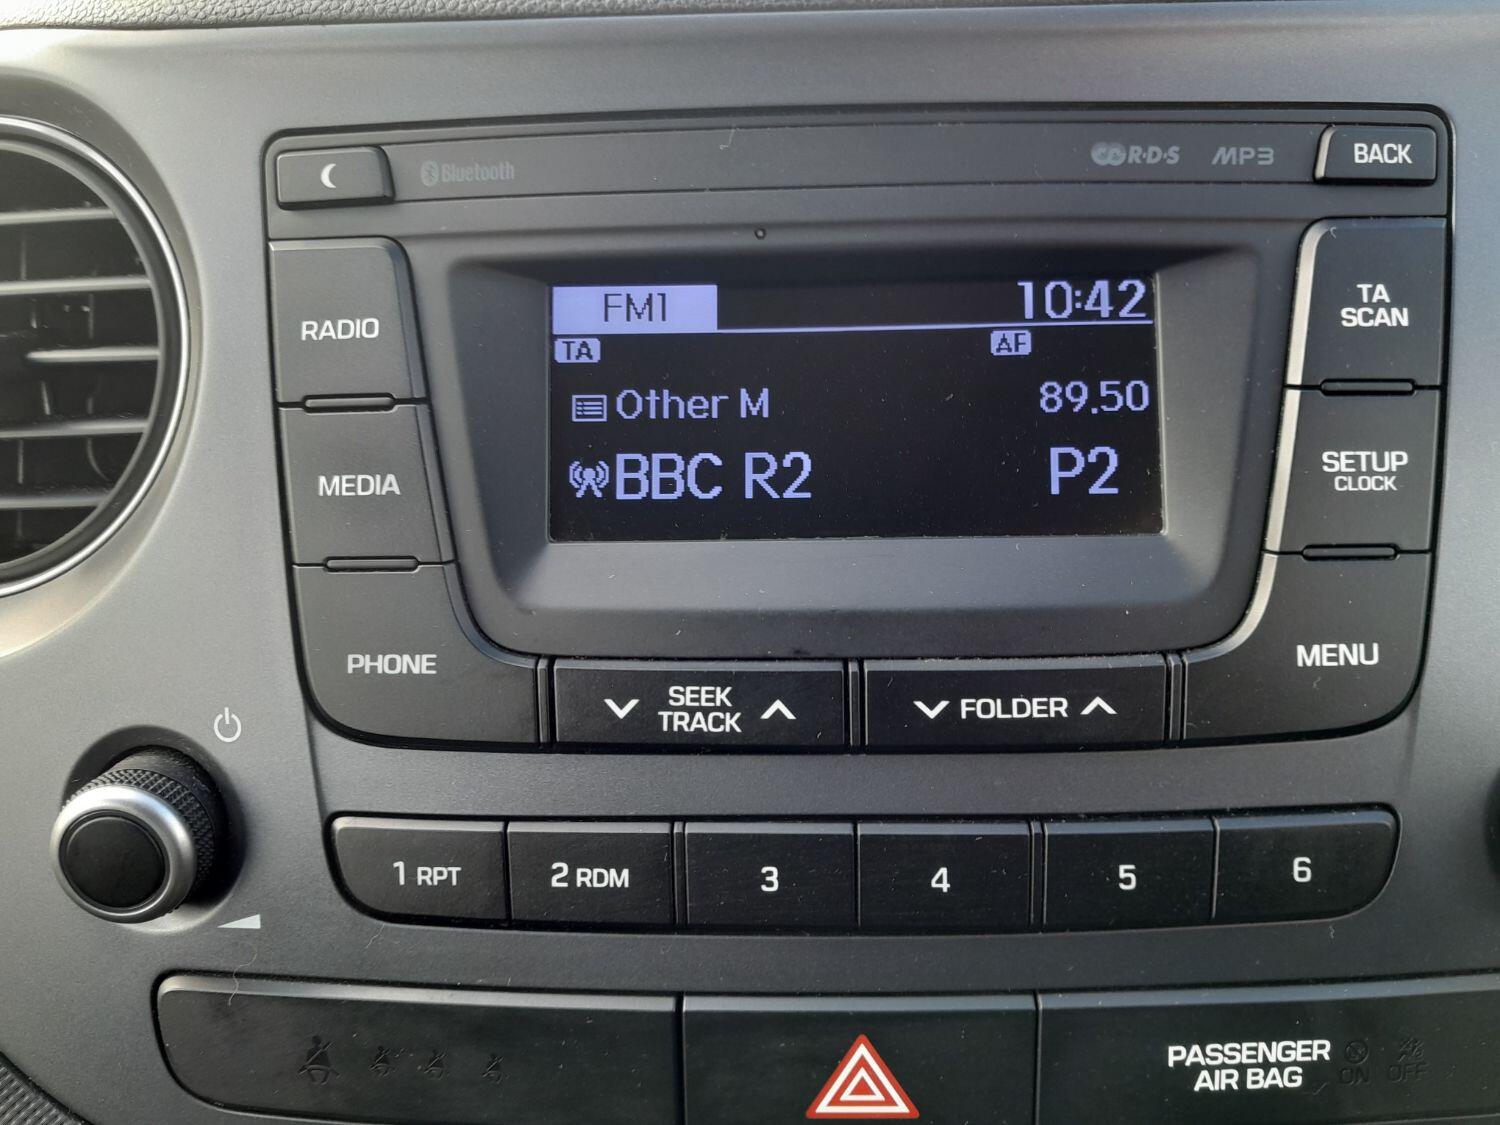 Bluetooth
R·D·S MP3
BACK
FM1 10:42
TA AF
Other M 89.50
BBC R2 P2
RADIO
MEDIA
PHONE
TA
SCAN
SETUP
CLOCK
MENU
SEEK
TRACK
FOLDER
1 RPT
2 RDM
3
4
5
6
PASSENGER
AIR BAG
ON OFF